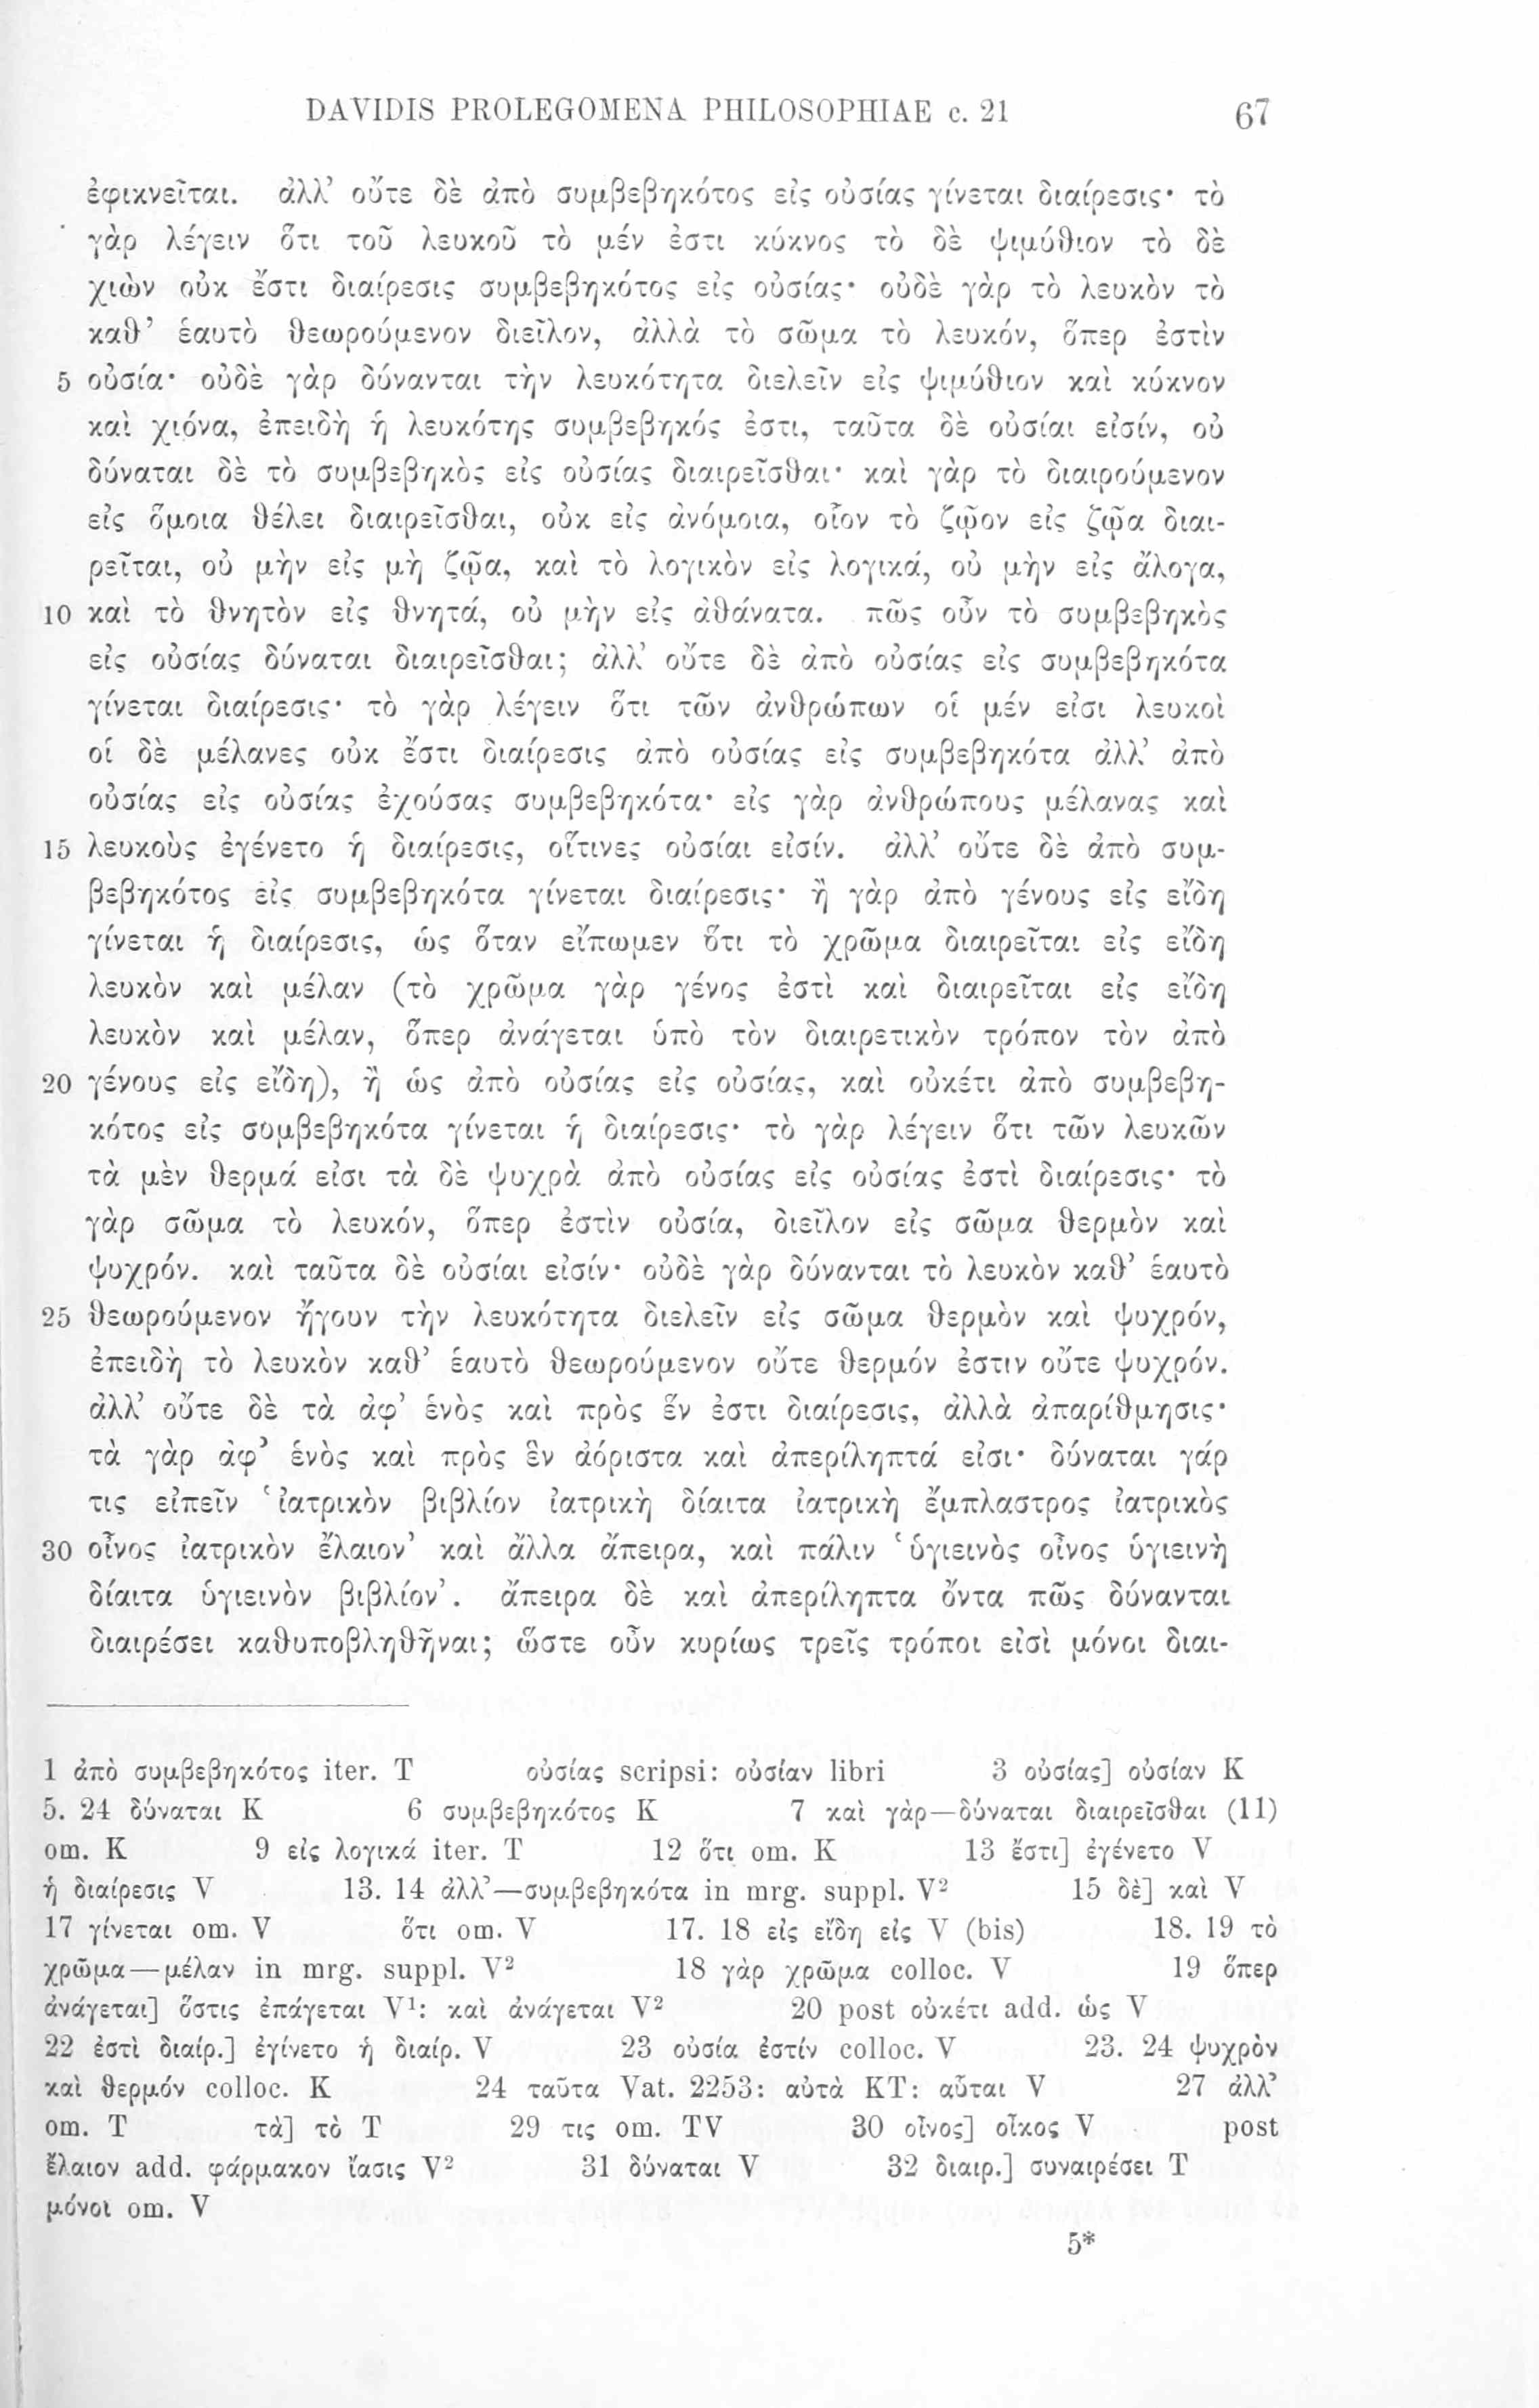 DAVIDIS PROLEGOMENA PHILOSOPHIAE c. 21 67
ἐφικνεῖται. ἀλλ’ οὔτε δὲ ἀπὸ συμβεβηκότος εἰς οὐσίας γίνεται διαίρεσις· τὸ
γὰρ λέγειν ὅτι τοῦ λευκοῦ τὸ μέν ἐστι κύκνος τὸ δὲ ψιμύθιον τὸ δὲ
χιὼν οὐκ ἔστι διαίρεσις συμβεβηκότος εἰς οὐσίας· οὐδὲ γὰρ τὸ λευκὸν τὸ
καθ’ ἑαυτὸ θεωρούμενον διεῖλον, ἀλλὰ τὸ σῶμα τὸ λευκόν, ὅπερ ἐστὶν
5 οὐσία· οὐδὲ γὰρ δύνανται τὴν λευκότητα διελεῖν εἰς ψιμύθιον καὶ κύκνον
καὶ χιόνα, ἐπειδὴ ἡ λευκότης συμβεβηκός ἐστι, ταῦτα δὲ οὐσίαι εἰσίν, οὐ
δύναται δὲ τὸ συμβεβηκὸς εἰς οὐσίας διαιρεῖσθαι· καὶ γὰρ τὸ διαιρούμενον
εἰς ὅμοια θέλει διαιρεῖσθαι, οὐκ εἰς ἀνόμοια, οἷον τὸ ζῷον εἰς ζῷα διαι-
ρεῖται, οὐ μὴν εἰς μὴ ζῷα, καὶ τὸ λογικὸν εἰς λογικά, οὐ μὴν εἰς ἄλογα,
10 καὶ τὸ θνητὸν εἰς θνητά, οὐ μὴν εἰς ἀθάνατα. πῶς οὖν τὸ συμβεβηκὸς
εἰς οὐσίας δύναται διαιρεῖσθαι; ἀλλ’ οὔτε δὲ ἀπὸ οὐσίας εἰς συμβεβηκότα
γίνεται διαίρεσις· τὸ γὰρ λέγειν ὅτι τῶν ἀνθρώπων οἱ μέν εἰσι λευκοὶ
οἱ δὲ μέλανες οὐκ ἔστι διαίρεσις ἀπὸ οὐσίας εἰς συμβεβηκότα ἀλλ’ ἀπὸ
οὐσίας εἰς οὐσίας ἐχούσας συμβεβηκότα· εἰς γὰρ ἀνθρώπους μέλανας καὶ
15 λευκοὺς ἐγένετο ἡ διαίρεσις, οἵτινες οὐσίαι εἰσίν. ἀλλ’ οὔτε δὲ ἀπὸ συμ-
βεβηκότος εἰς συμβεβηκότα γίνεται διαίρεσις· ἢ γὰρ ἀπὸ γένους εἰς εἴδη
γίνεται ἡ διαίρεσις, ὡς ὅταν εἴπωμεν ὅτι τὸ χρῶμα διαιρεῖται εἰς εἴδη
λευκὸν καὶ μέλαν (τὸ χρῶμα γὰρ γένος ἐστὶ καὶ διαιρεῖται εἰς εἴδη
λευκὸν καὶ μέλαν, ὅπερ ἀνάγεται ὑπὸ τὸν διαιρετικὸν τρόπον τὸν ἀπὸ
20 γένους εἰς εἴδη), ἢ ὡς ἀπὸ οὐσίας εἰς οὐσίας, καὶ οὐκέτι ἀπὸ συμβεβη-
κότος εἰς συμβεβηκότα γίνεται ἡ διαίρεσις· τὸ γὰρ λέγειν ὅτι τῶν λευκῶν
τὰ μὲν θερμά εἰσι τὰ δὲ ψυχρὰ ἀπὸ οὐσίας εἰς οὐσίας ἐστὶ διαίρεσις· τὸ
γὰρ σῶμα τὸ λευκόν, ὅπερ ἐστὶν οὐσία, διεῖλον εἰς σῶμα θερμὸν καὶ
ψυχρόν. καὶ ταῦτα δὲ οὐσίαι εἰσίν· οὐδὲ γὰρ δύνανται τὸ λευκὸν καθ’ ἑαυτὸ
25 θεωρούμενον ἤγουν τὴν λευκότητα διελεῖν εἰς σῶμα θερμὸν καὶ ψυχρόν,
ἐπειδὴ τὸ λευκὸν καθ’ ἑαυτὸ θεωρούμενον οὔτε θερμόν ἐστιν οὔτε ψυχρόν.
ἀλλ’ οὔτε δὲ τὰ ἀφ’ ἑνὸς καὶ πρὸς ἕν ἐστι διαίρεσις, ἀλλὰ ἀπαρίθμησις·
τὰ γὰρ ἀφ’ ἑνὸς καὶ πρὸς ἓν ἀόριστα καὶ ἀπερίληπτά εἰσι· δύναται γάρ
τις εἰπεῖν ‘ἰατρικὸν βιβλίον ἰατρικὴ δίαιτα ἰατρικὴ ἔμπλαστρος ἰατρικὸς
30 οἶνος ἰατρικὸν ἔλαιον’ καὶ ἄλλα ἄπειρα, καὶ πάλιν ‘ὑγιεινὸς οἶνος ὑγιεινὴ
δίαιτα ὑγιεινὸν βιβλίον’. ἄπειρα δὲ καὶ ἀπερίληπτα ὄντα πῶς δύνανται
διαιρέσει καθυποβληθῆναι; ὥστε οὖν κυρίως τρεῖς τρόποι εἰσὶ μόνοι διαι-
1 ἀπὸ συμβεβηκότος iter. T οὐσίας scripsi: οὐσίαν libri 3 οὐσίας] οὐσίαν K
5. 24 δύναται K 6 συμβεβηκότος K 7 καὶ γὰρ—δύναται διαιρεῖσθαι (11)
om. K 9 εἰς λογικά iter. T 12 ὅτι om. K 13 ἔστι] ἐγένετο V
ἡ διαίρεσις V 13. 14 ἀλλ’—συμβεβηκότα in mrg. suppl. V² 15 δὲ] καὶ V
17 γίνεται om. V ὅτι om. V 17. 18 εἰς εἴδη εἰς V (bis) 18. 19 τὸ
χρῶμα—μέλαν in mrg. suppl. V² 18 γὰρ χρῶμα colloc. V 19 ὅπερ
ἀνάγεται] ὅστις ἐπάγεται V¹: καὶ ἀνάγεται V² 20 post οὐκέτι add. ὡς V
22 ἐστὶ διαίρ.] ἐγίνετο ἡ διαίρ. V 23 οὐσία ἐστίν colloc. V 23. 24 ψυχρὸν
καὶ θερμόν colloc. K 24 ταῦτα Vat. 2253: αὐτὰ KT: αὗται V 27 ἀλλ’
om. T τὰ] τὸ T 29 τις om. TV 30 οἶνος] οἶκος V post
ἔλαιον add. φάρμακον ἴασις V² 31 δύναται V 32 διαιρ.] συναιρέσει T
μόνοι om. V
5*